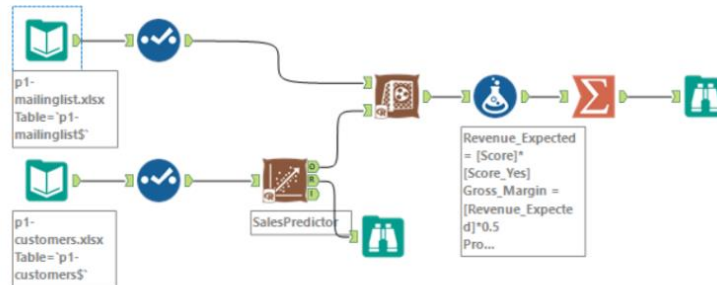 p1-
mailinglist.xlsx
Table=`p1-
mailinglist$`
Revenue_Expected
= [Score]*
[Score_Yes]
Gross_Margin =
[Revenue_Expecte
d]*0.5
Pro...
O
R
I
SalesPredictor
p1-
customers.xlsx
Table=`p1-
customers$`